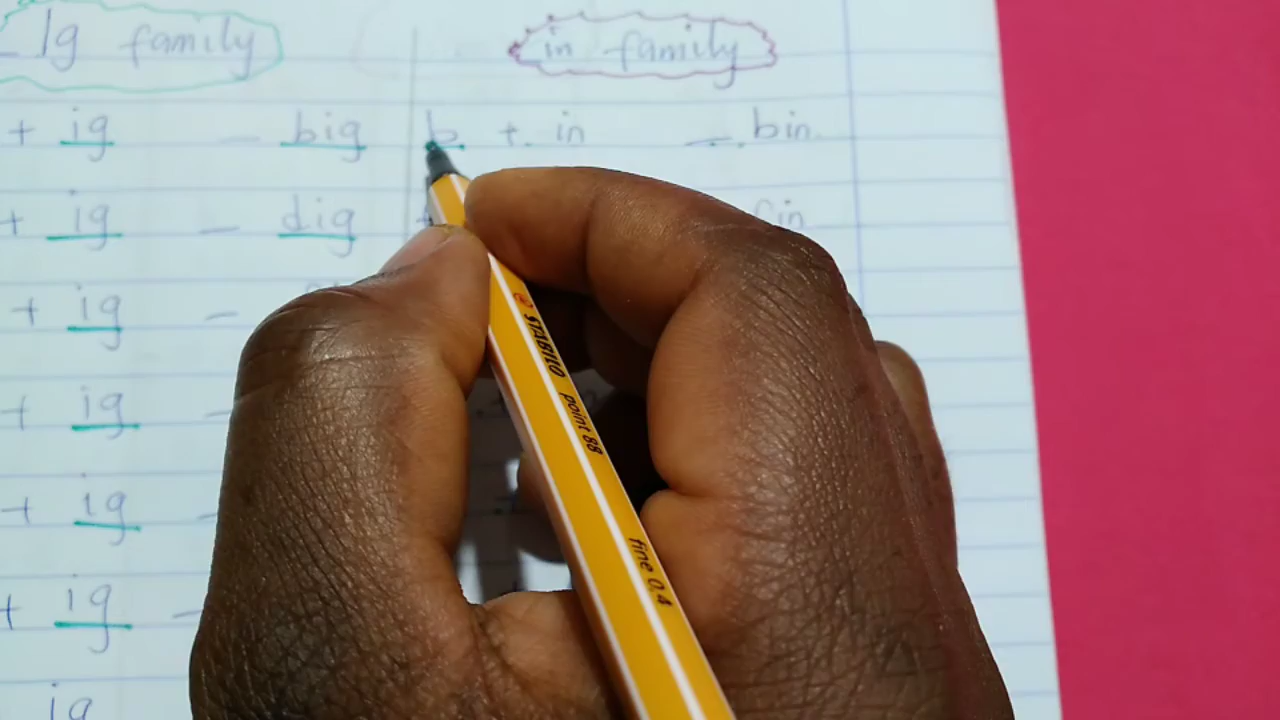 Ig family in family
+ ig - big b + in - bin
+ ig - dig fin
+ ig -
+ ig -
+ ig -
+ ig -
ig
STABILO point 88 fine 0.4